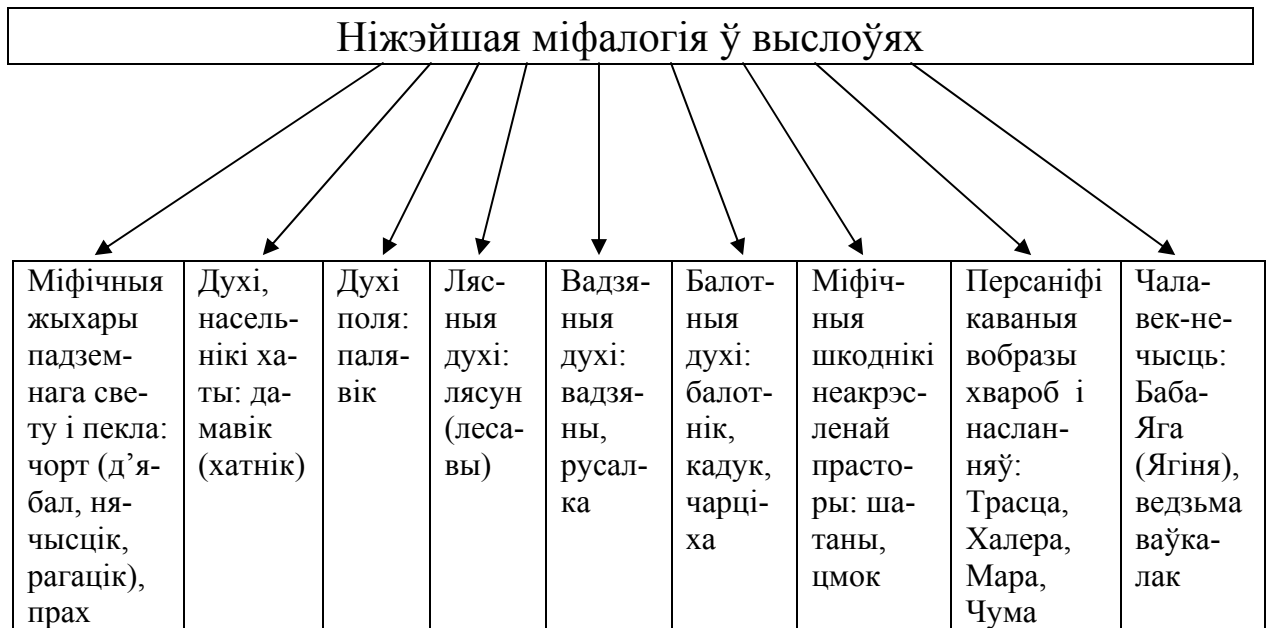 Ніжэйшая міфалогія ў выслоўях
Міфічныя
жыхары
падзем-
нага све-
ту і пекла:
чорт (д’я-
бал, ня-
чысцік,
рагацік),
прах
Духі,
насель-
нікі ха-
ты: да-
мавік
(хатнік)
Духі
поля:
паля-
вік
Ляс-
ныя
духі:
лясун
(леса-
вы)
Вадзя-
ныя
духі:
вадзя-
ны,
русал-
ка
Балот-
ныя
духі:
балот-
нік,
кадук,
чарці-
ха
Міфіч-
ныя
шкоднікі
неакрэс-
ленай
прасто-
ры: ша-
таны,
цмок
Персаніфі
каваныя
вобразы
хвароб і
наслан-
няў:
Трасца,
Халера,
Мара,
Чума
Чала-
век-не-
чысць:
Баба-
Яга
(Ягіня),
ведзьма
ваўка-
лак